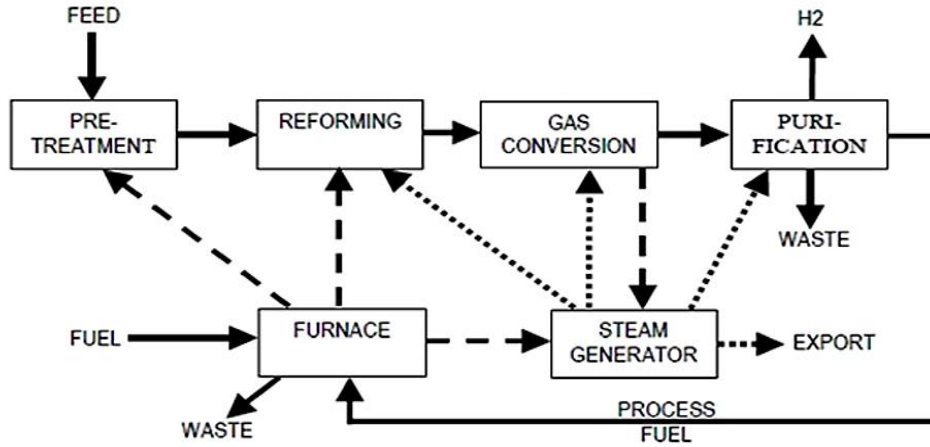 FEED
H2
PRE-
TREATMENT
REFORMING
GAS
CONVERSION
PURI-
FICATION
WASTE
FUEL
FURNACE
STEAM
GENERATOR
EXPORT
WASTE
PROCESS
FUEL